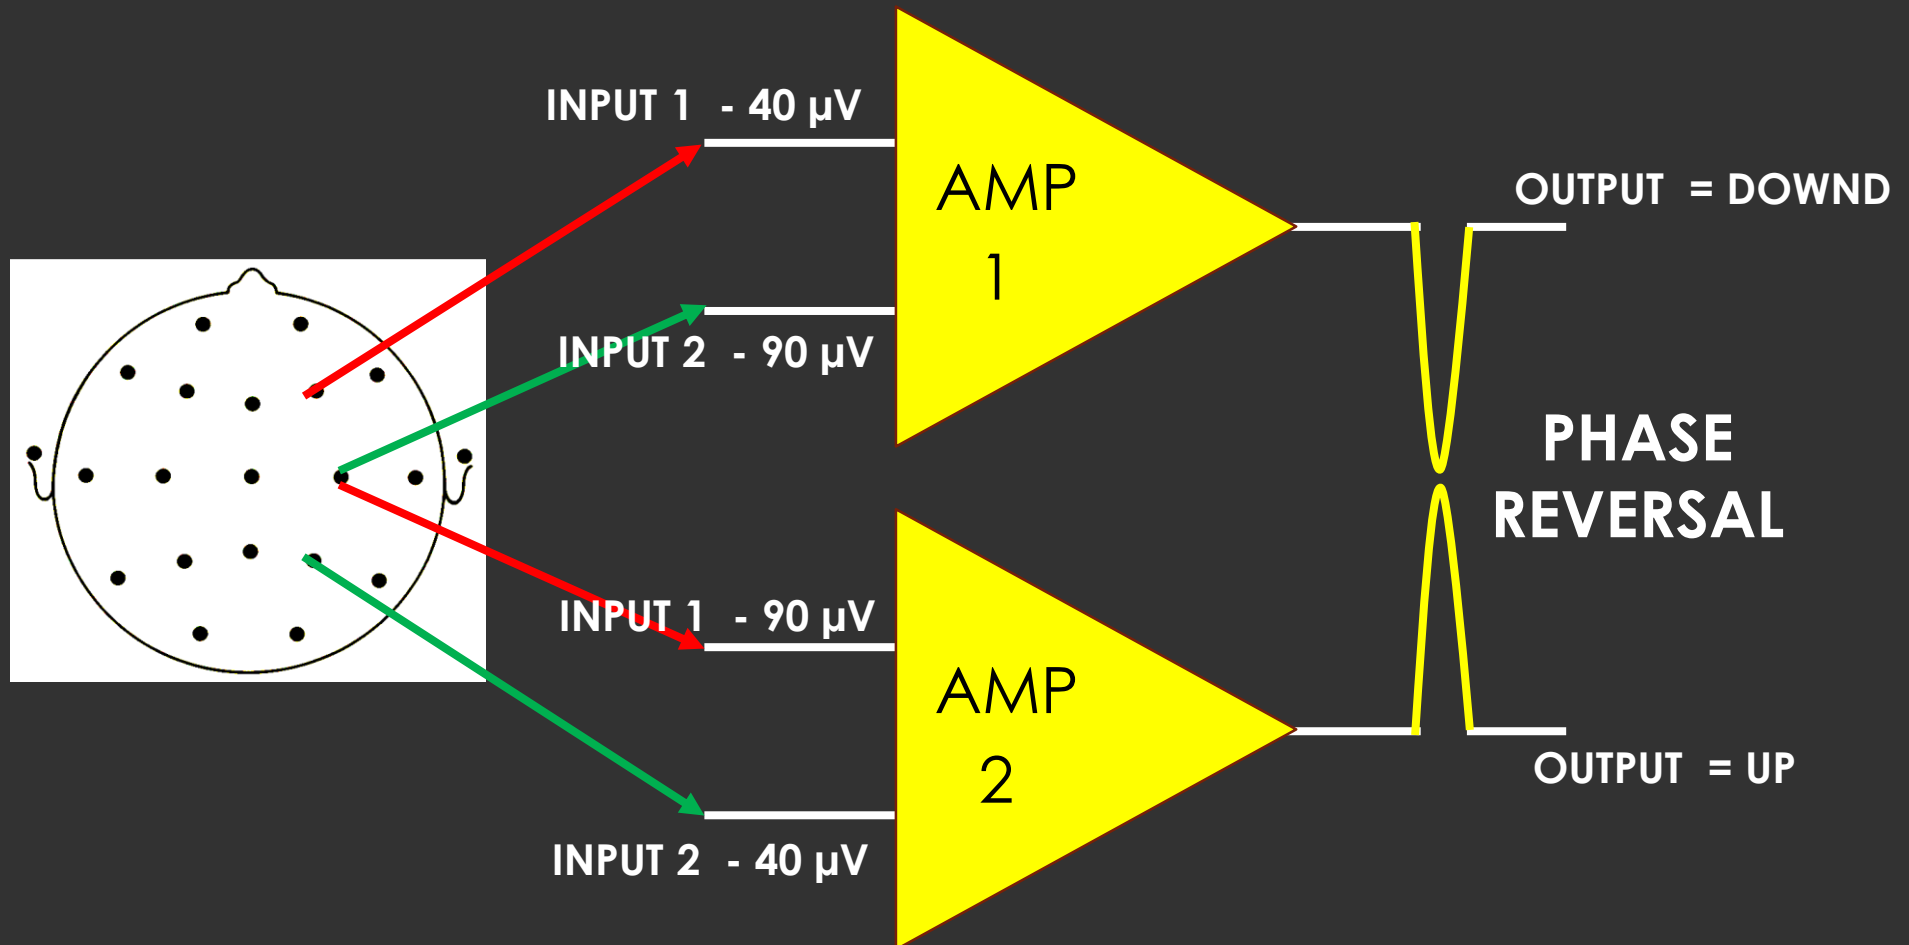 INPUT 1 - 40 µV
AMP
1
OUTPUT = DOWND
INPUT 2 - 90 µV
PHASE
REVERSAL
INPUT 1 - 90 µV
AMP
2
OUTPUT = UP
INPUT 2 - 40 µV